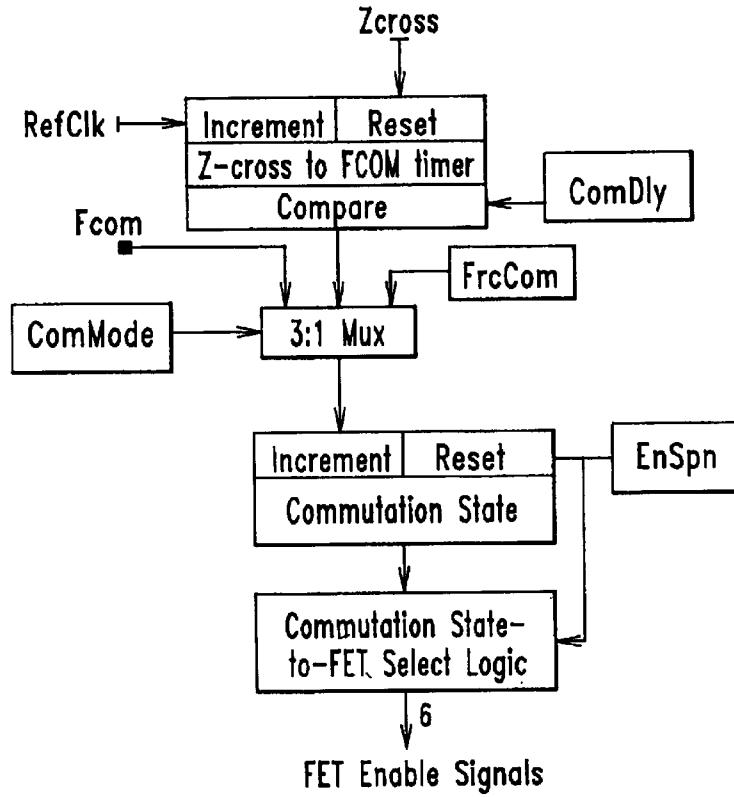 Zcross
RefClk
Increment
Reset
Z-cross to FCOM timer
Compare
ComDly
Fcom
FrcCom
ComMode
3:1 Mux
Increment
Reset
EnSpn
Commutation State
Commutation State-
to-FET Select Logic
6
FET Enable Signals